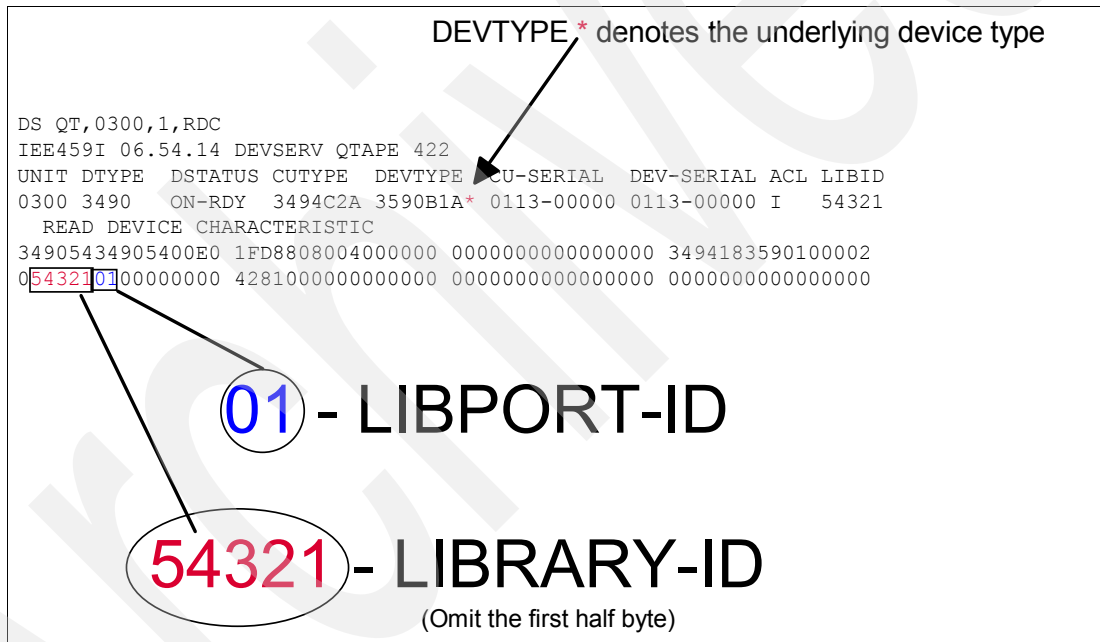 DEVTYPE * denotes the underlying device type
DS QT,0300,1,RDC
IEE459I 06.54.14 DEVSERV QTAPE 422
UNIT DTYPE DSTATUS CUTYPE DEVTYPE CU-SERIAL DEV-SERIAL ACL LIBID
0300 3490 ON-RDY 3494C2A 3590B1A* 0113-00000 0113-00000 I 54321
READ DEVICE CHARACTERISTIC
34905434905400E0 1FD8808004000000 0000000000000000 3494183590100002
0543210100000000 4281000000000000 0000000000000000 0000000000000000
01 - LIBPORT-ID
54321 - LIBRARY-ID
(Omit the first half byte)